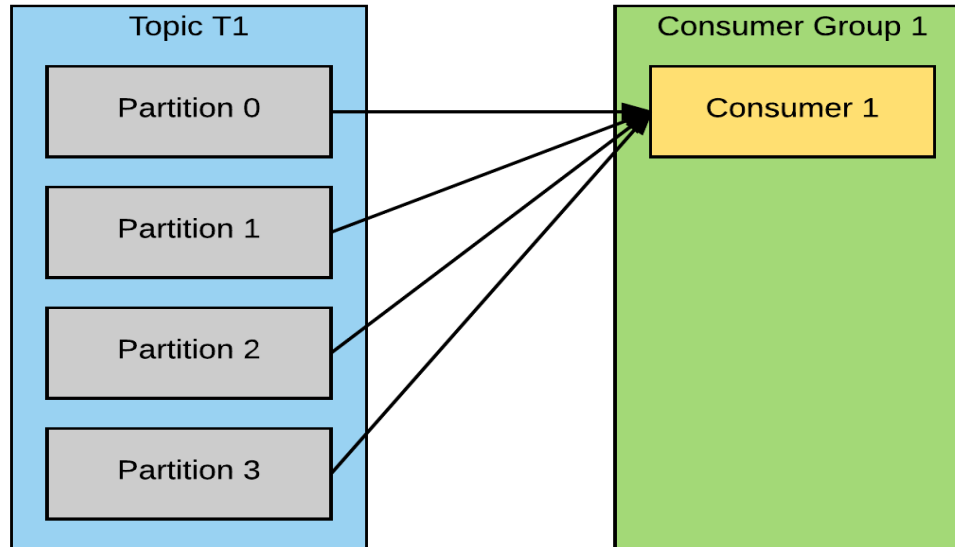 Topic T1
Partition 0
Partition 1
Partition 2
Partition 3
Consumer Group 1
Consumer 1